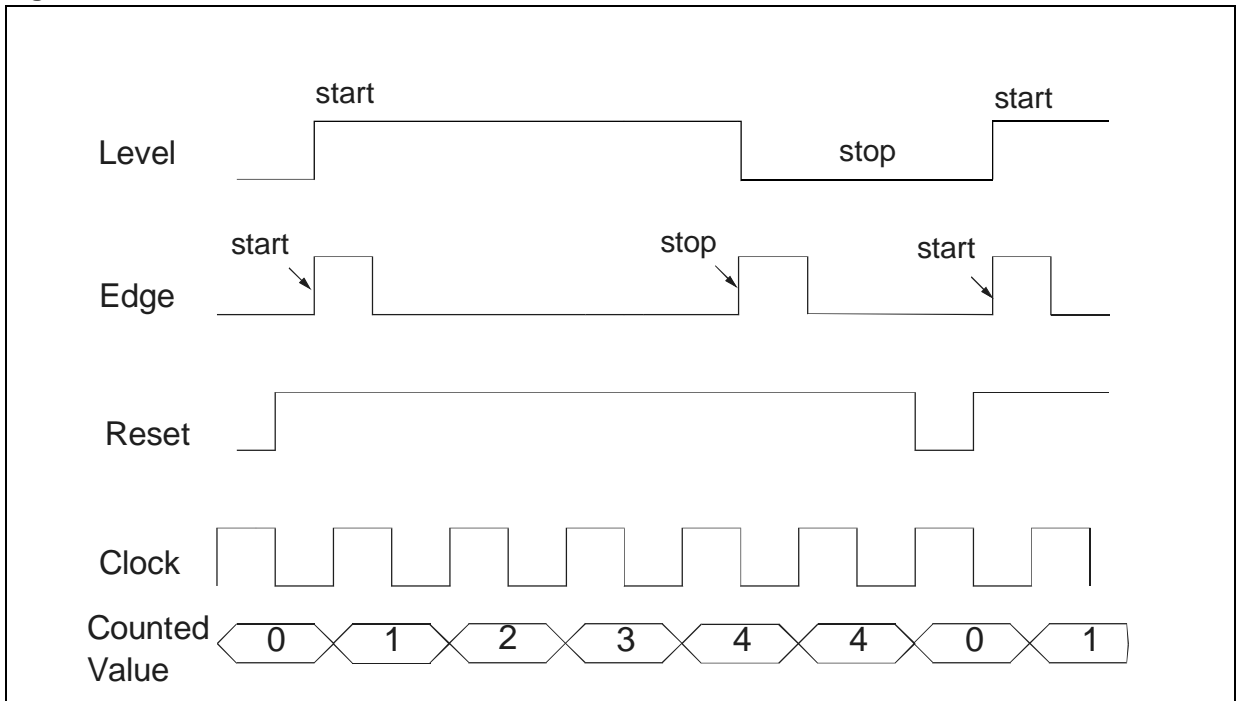 start
start
Level
stop
start
stop
start
Edge
Reset
Clock
Counted
Value
0 1 2 3 4 4 0 1